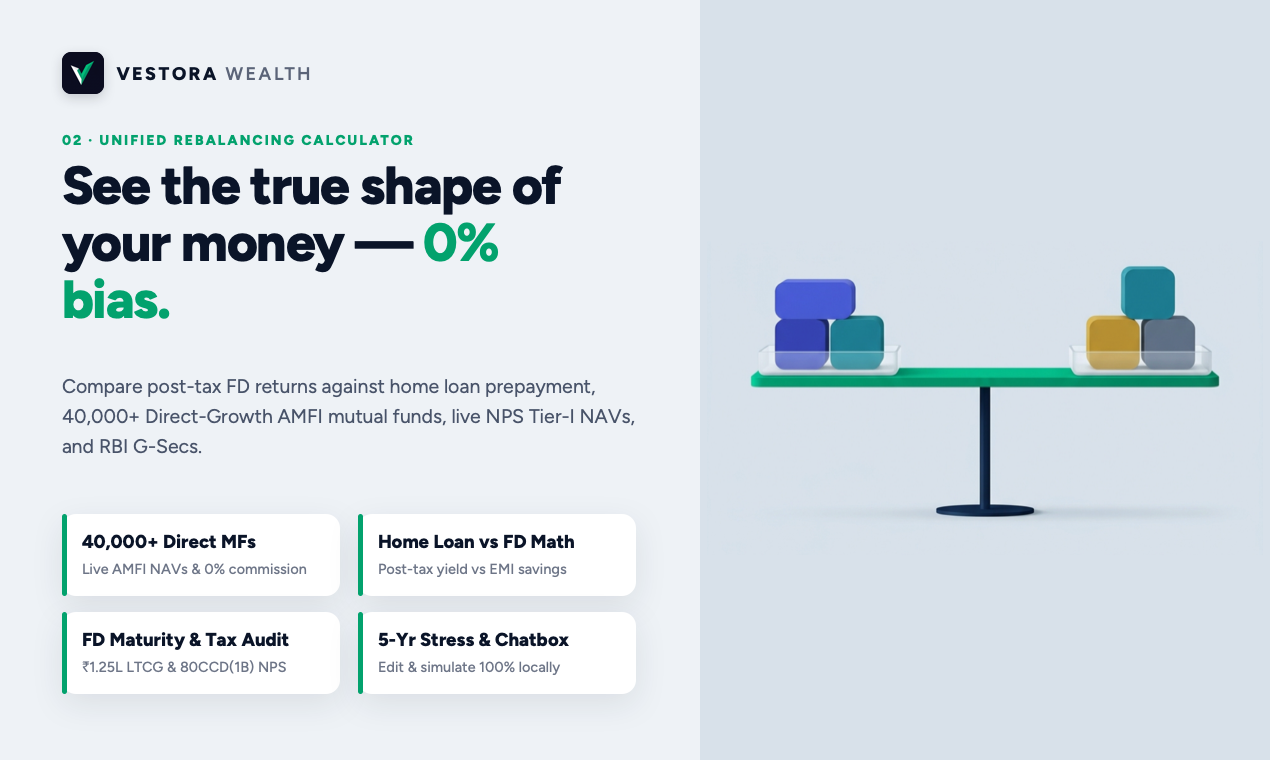 VESTORA WEALTH
02 · UNIFIED REBALANCING CALCULATOR
See the true shape of
your money — 0%
bias.
Compare post-tax FD returns against home loan prepayment,
40,000+ Direct-Growth AMFI mutual funds, live NPS Tier-I NAVs,
and RBI G-Secs.
40,000+ Direct MFs
Live AMFI NAVs & 0% commission
Home Loan vs FD Math
Post-tax yield vs EMI savings
FD Maturity & Tax Audit
₹1.25L LTCG & 80CCD(1B) NPS
5-Yr Stress & Chatbox
Edit & simulate 100% locally